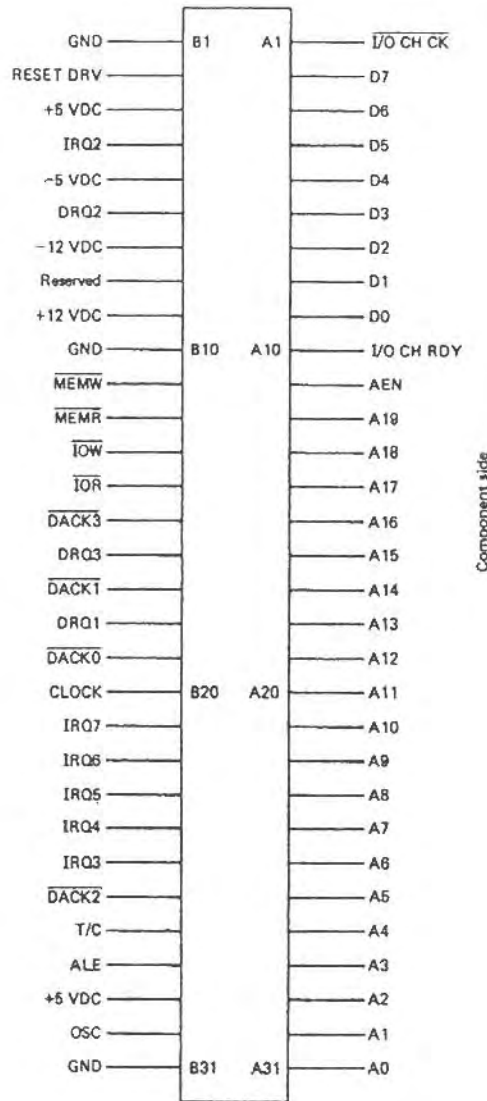 GND B1 A1 I/O CH CK
RESET DRV D7
+5 VDC D6
IRQ2 D5
-5 VDC D4
DRQ2 D3
-12 VDC D2
Reserved D1
+12 VDC D0
GND B10 A10 I/O CH RDY
MEMW AEN
MEMR A19
IOW A18
IOR A17
DACK3 A16
DRQ3 A15
DACK1 A14
DRQ1 A13
DACK0 A12
CLOCK B20 A20 A11
IRQ7 A10
IRQ6 A9
IRQ5 A8
IRQ4 A7
IRQ3 A6
DACK2 A5
T/C A4
ALE A3
+5 VDC A2
OSC A1
GND B31 A31 A0
Component side